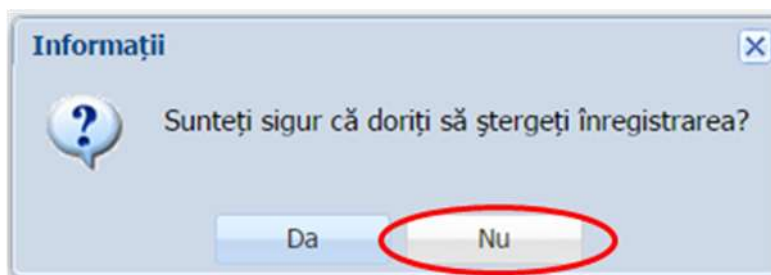 Informații
Sunteți sigur că doriți să ștergeți înregistrarea?
Da
Nu